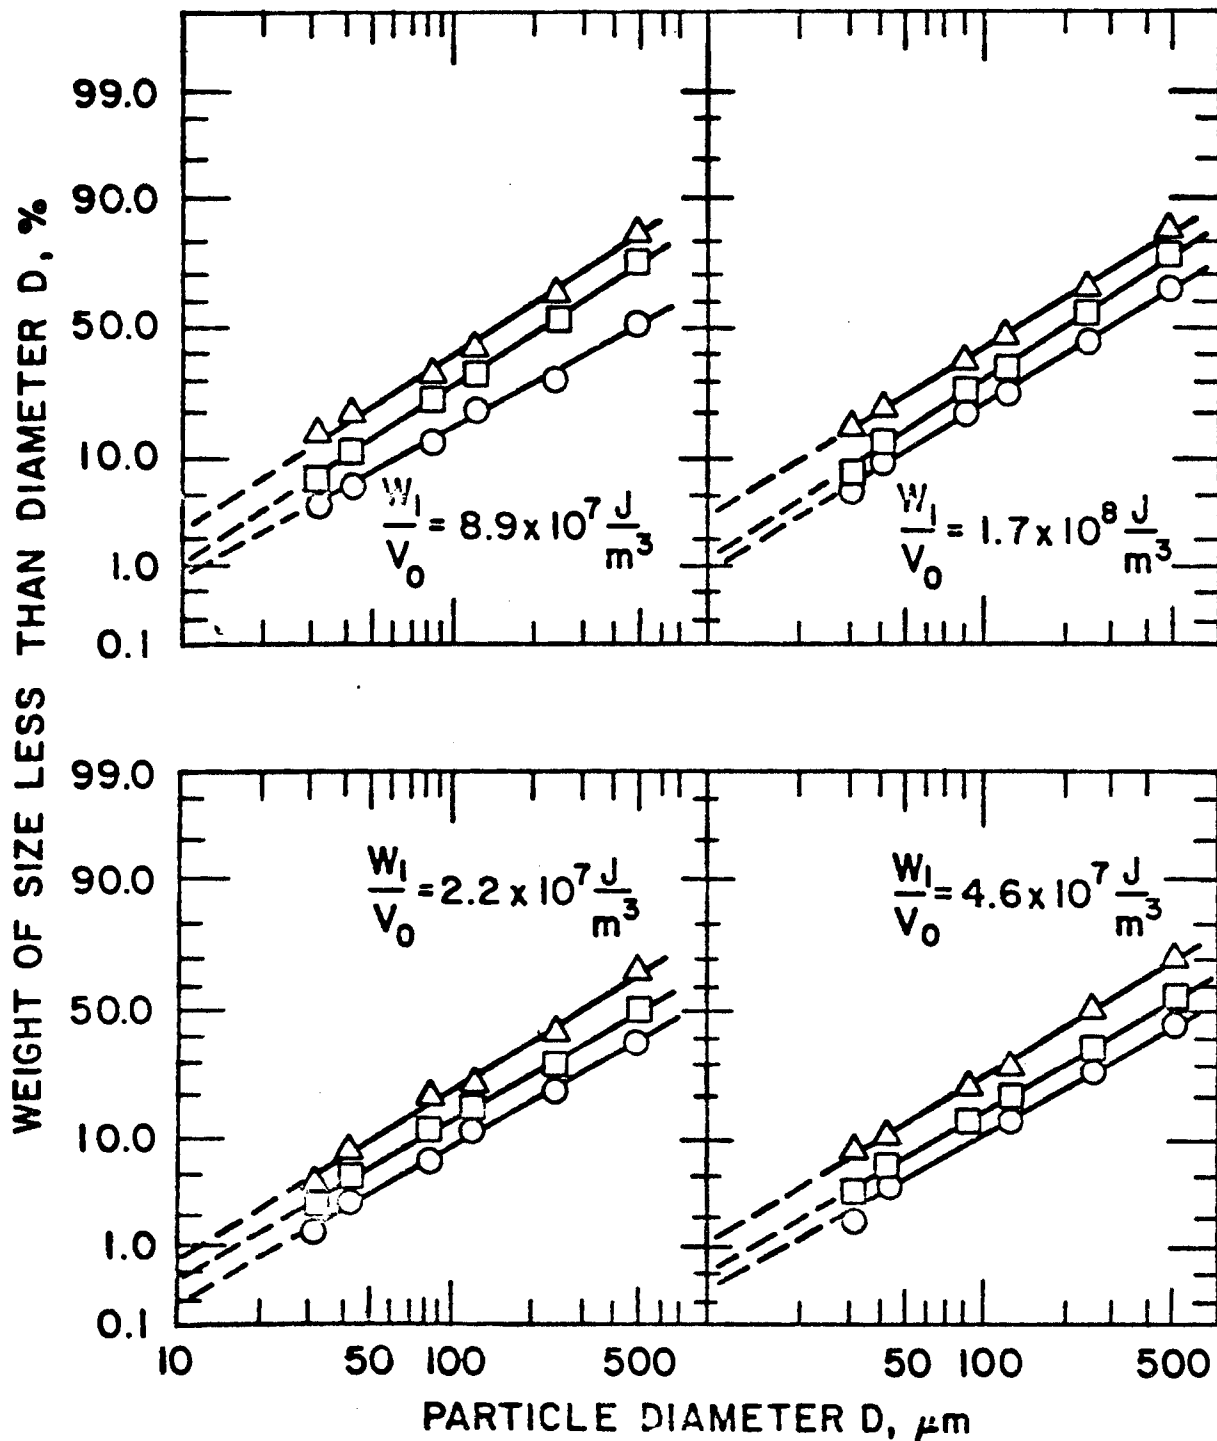 WEIGHT OF SIZE LESS THAN DIAMETER D, %
99.0
90.0
50.0
10.0
1.0
0.1
W1/V0 = 8.9 x 10^7 J/m^3
W1/V0 = 1.7 x 10^8 J/m^3
99.0
90.0
50.0
10.0
1.0
0.1
W1/V0 = 2.2 x 10^7 J/m^3
W1/V0 = 4.6 x 10^7 J/m^3
10 50 100 500 50 100 500
PARTICLE DIAMETER D, μm